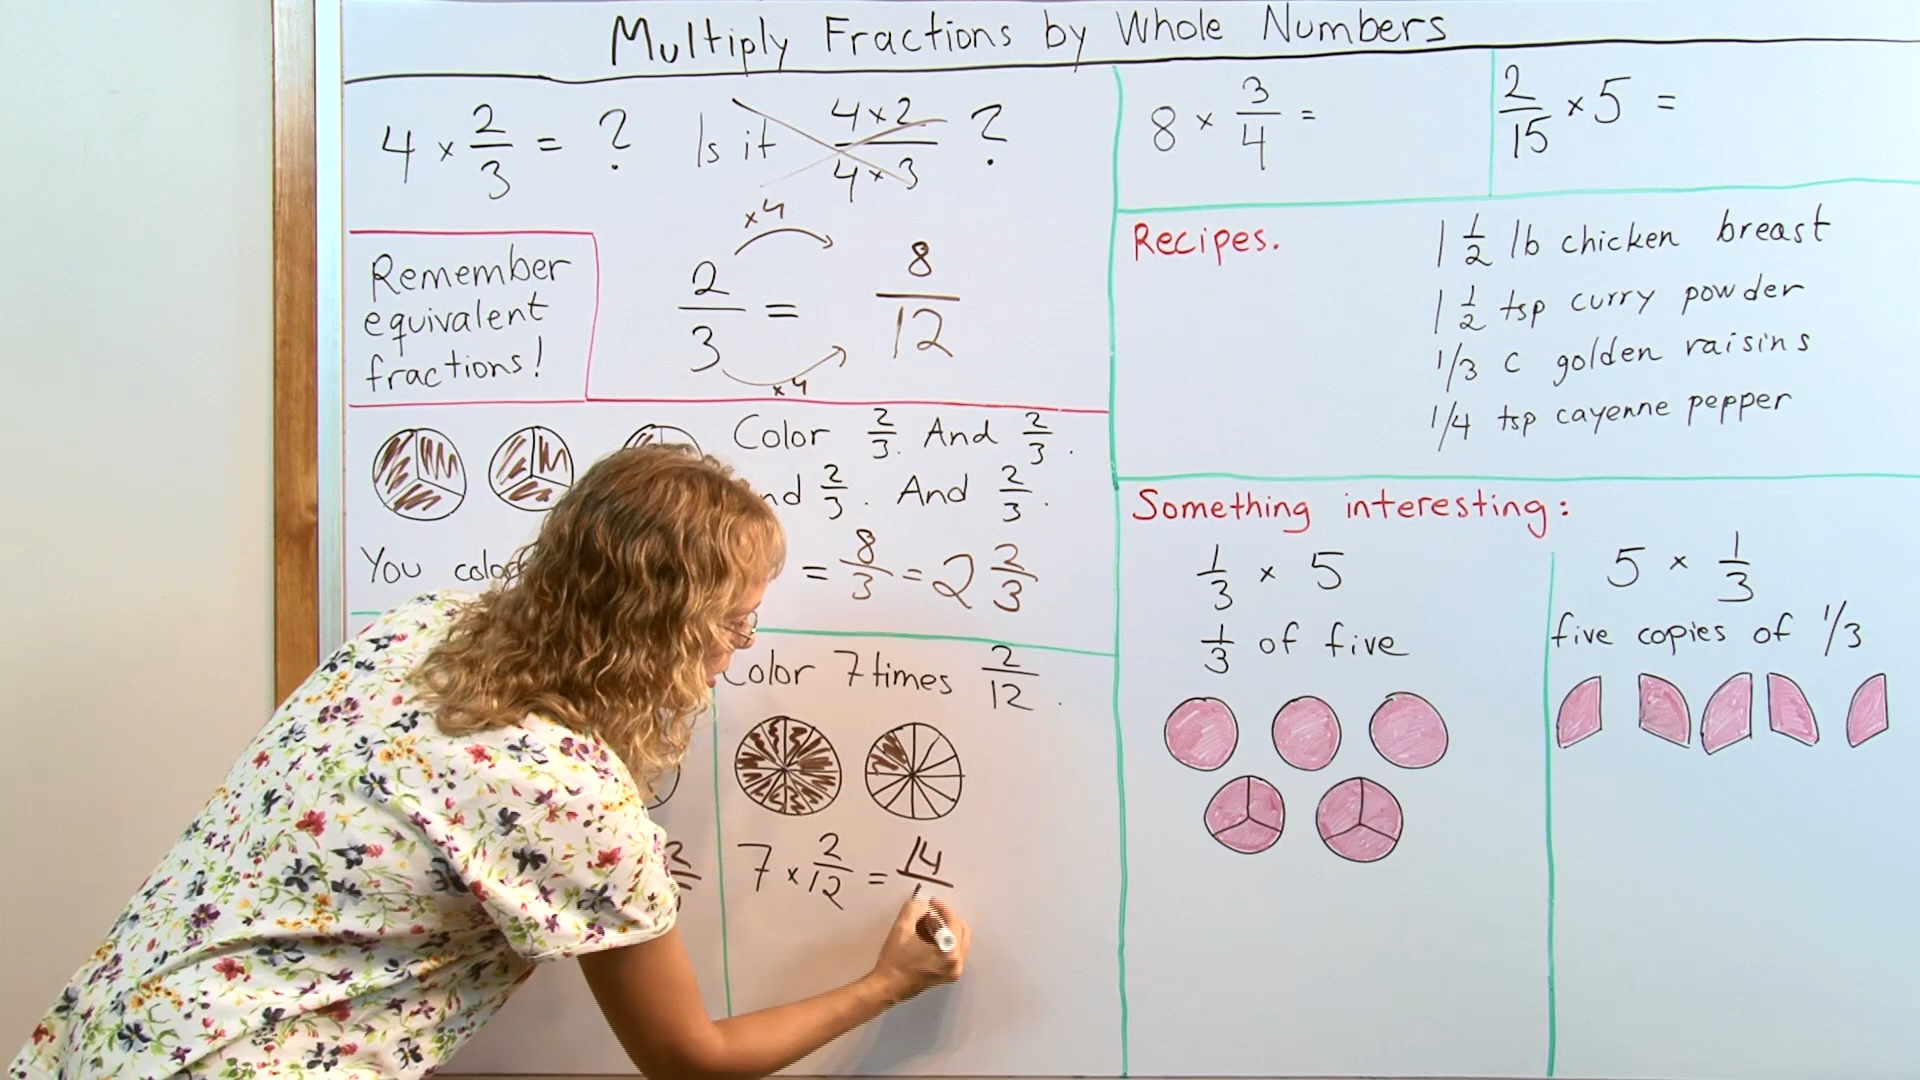 Multiply Fractions by Whole Numbers
4 × 2/3 = ? Is it 4×2/4×3 ?
Remember
equivalent
fractions!
×4
2/3 = 8/12
×4
Color 2/3. And 2/3.
2/3. And 2/3.
You
= 8/3 = 2 2/3
Color 7 times 2/12.
7 × 2/12 = 14
8 × 3/4 =
2/15 × 5 =
Recipes.
1 1/2 lb chicken breast
1 1/2 tsp curry powder
1/3 c golden raisins
1/4 tsp cayenne pepper
Something interesting:
1/3 × 5
1/3 of five
5 × 1/3
five copies of 1/3